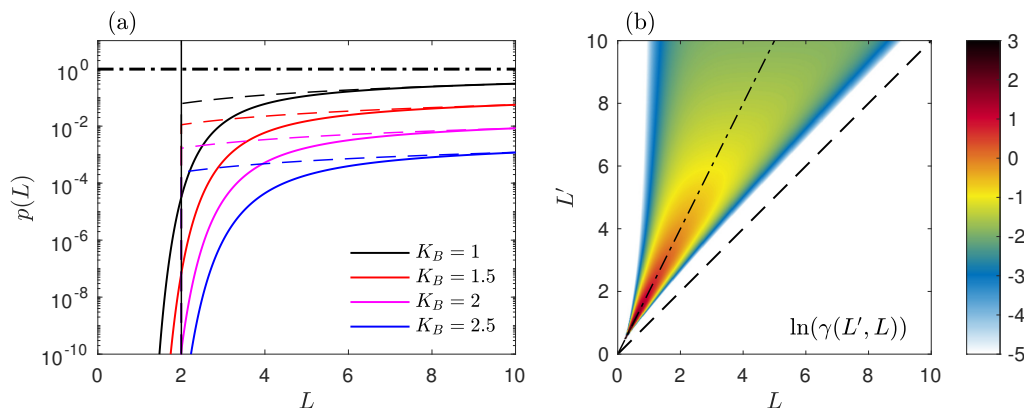 (a)
(b)
p(L)
10^0
10^-2
10^-4
10^-6
10^-8
10^-10
K_B = 1
K_B = 1.5
K_B = 2
K_B = 2.5
0 2 4 6 8 10
L
L'
10
8
6
4
2
0
ln(γ(L', L))
0 2 4 6 8 10
L
3
2
1
0
-1
-2
-3
-4
-5